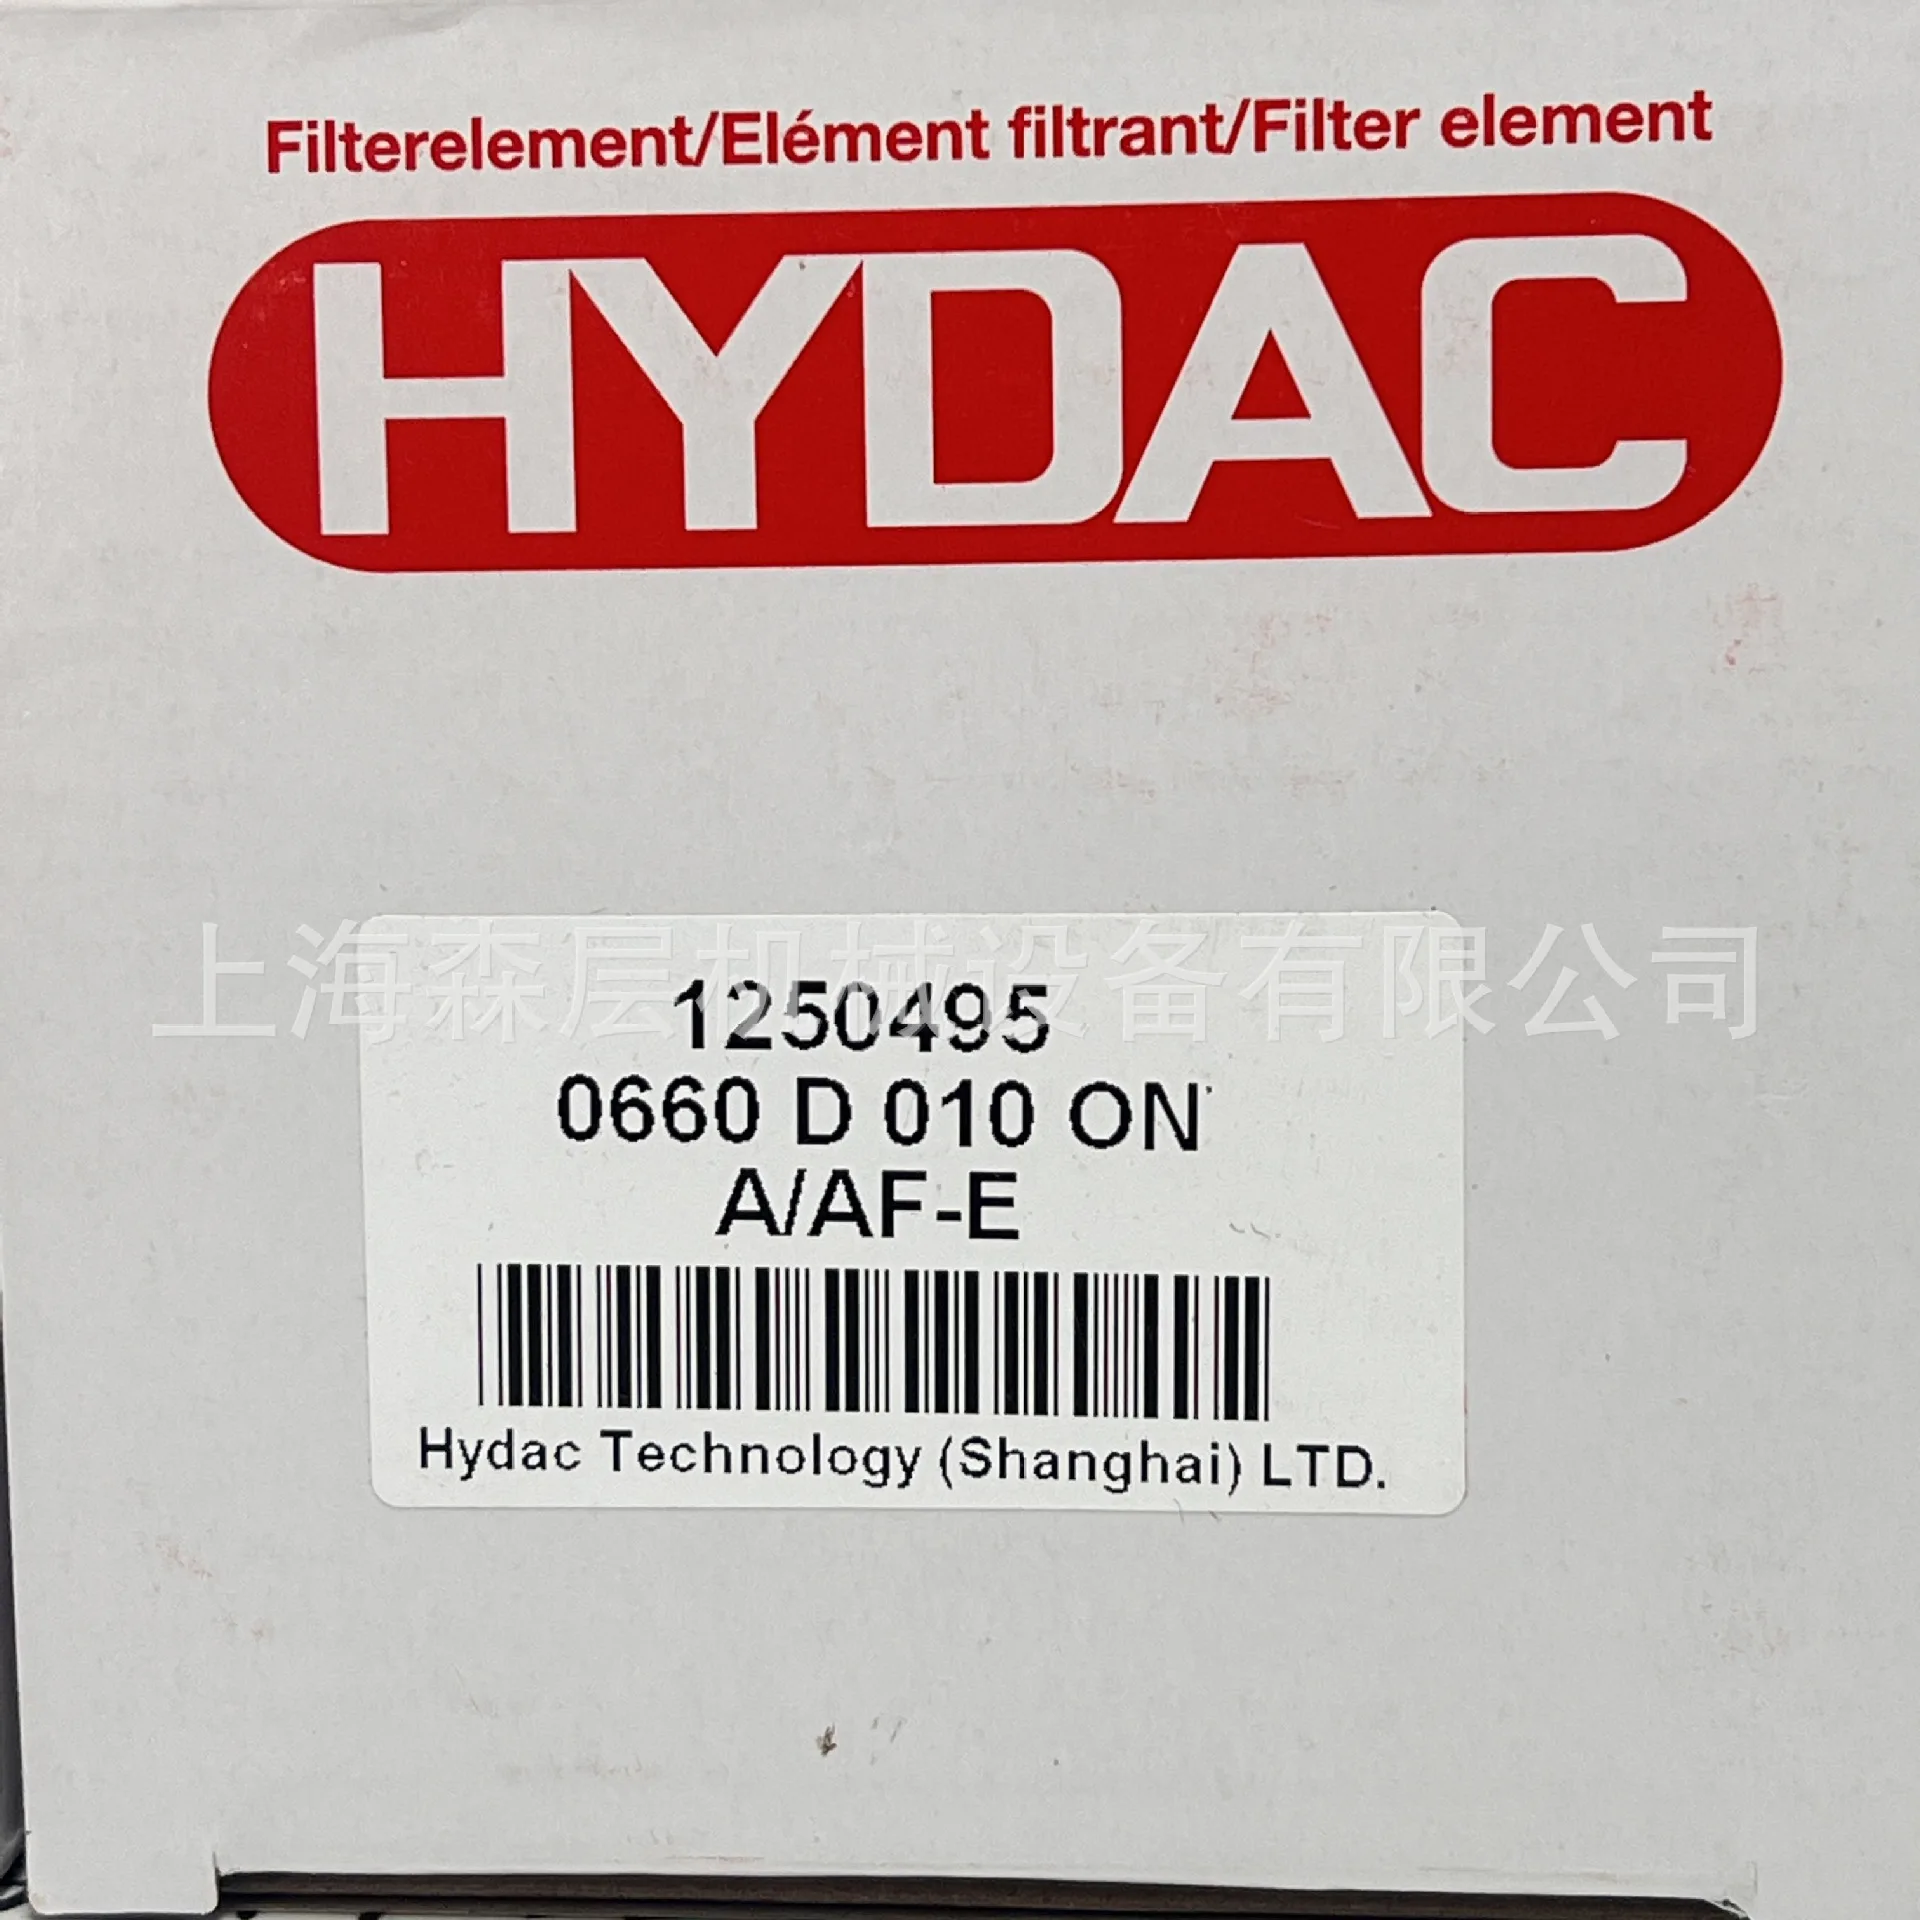 Filterelement/Elément filtrant/Filter element
HYDAC
上海森层机械设备有限公司
1250495
0660 D 010 ON
A/AF-E
Hydac Technology (Shanghai) LTD.